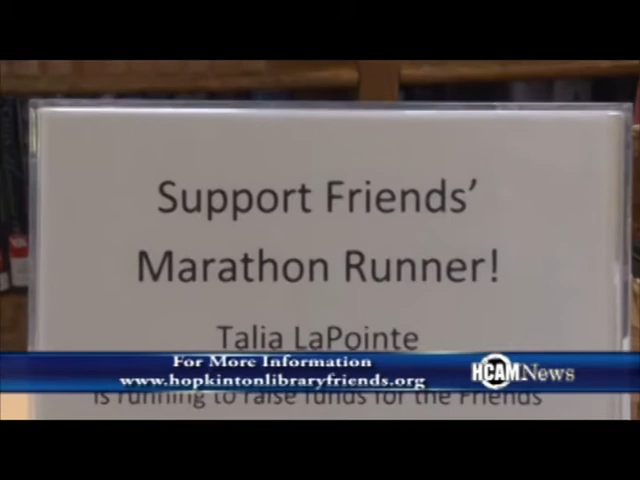 Support Friends'
Marathon Runner!
Talia LaPointe
For More Information
www.hopkintonlibraryfriends.org
HCAM News
is running to raise funds for the Friends